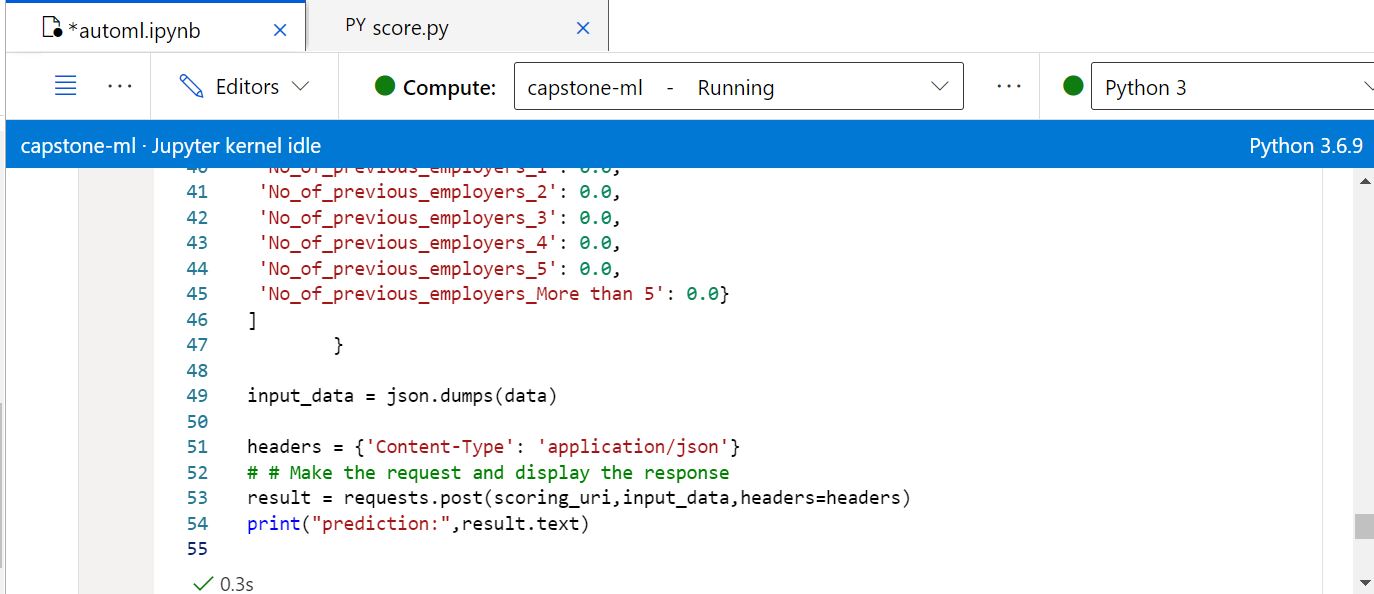 *automl.ipynb
PY score.py
Editors
Compute: capstone-ml - Running
Python 3
capstone-ml · Jupyter kernel idle
Python 3.6.9
40 'No_of_previous_employers_1': 0.0,
41 'No_of_previous_employers_2': 0.0,
42 'No_of_previous_employers_3': 0.0,
43 'No_of_previous_employers_4': 0.0,
44 'No_of_previous_employers_5': 0.0,
45 'No_of_previous_employers_More than 5': 0.0}
46 ]
47 }
48
49 input_data = json.dumps(data)
50
51 headers = {'Content-Type': 'application/json'}
52 # # Make the request and display the response
53 result = requests.post(scoring_uri,input_data,headers=headers)
54 print("prediction:",result.text)
55
0.3s